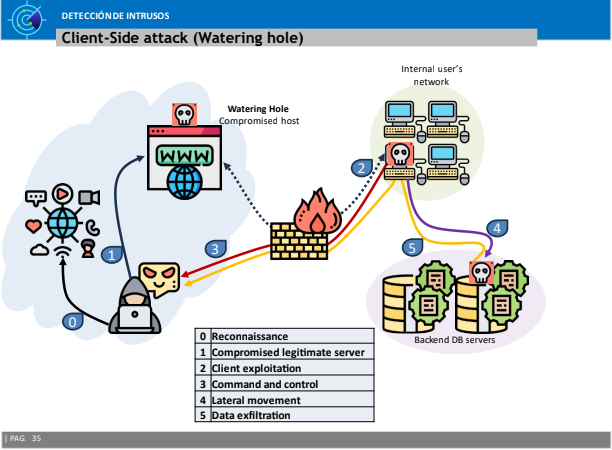 DETECCIÓN DE INTRUSOS
Client-Side attack (Watering hole)
Internal user's
network
Watering Hole
Compromised host
WWW
2
1
3
4
5
0
Backend DB servers
0 Reconnaissance
1 Compromised legitimate server
2 Client exploitation
3 Command and control
4 Lateral movement
5 Data exfiltration
| PAG. 35